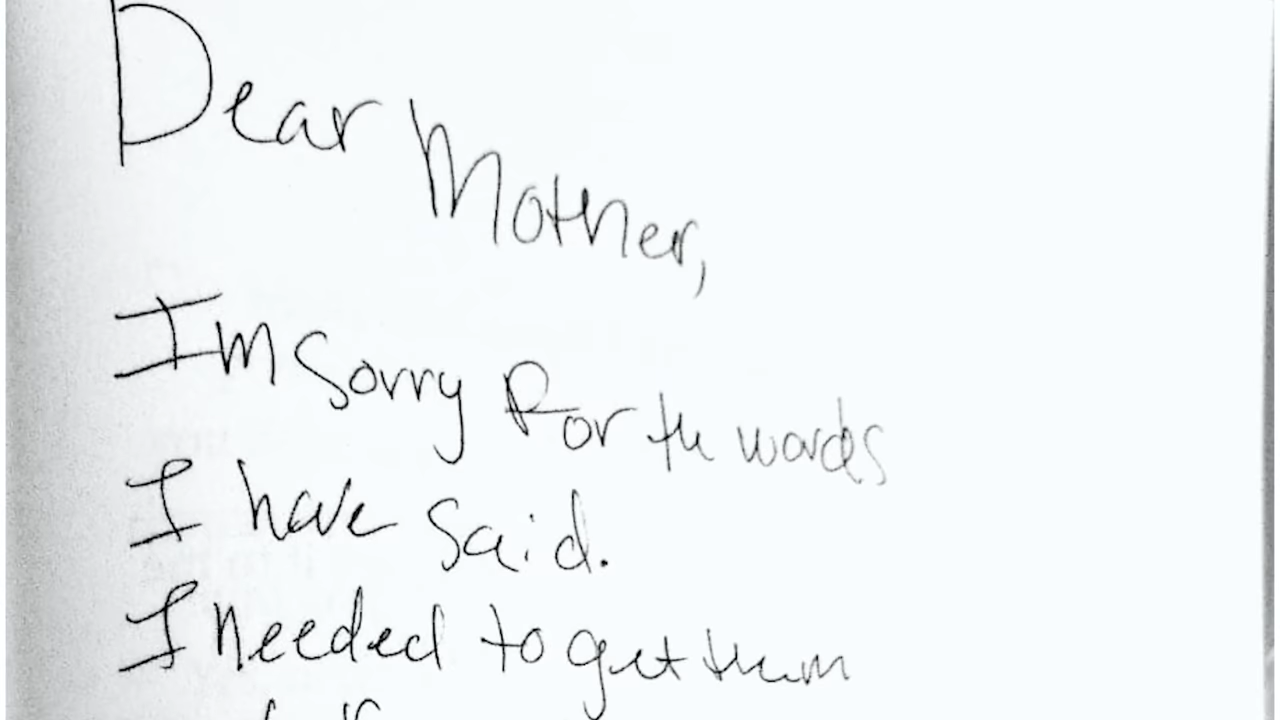 Dear Mother,
Im sorry For the words
I have said.
I needed to get them